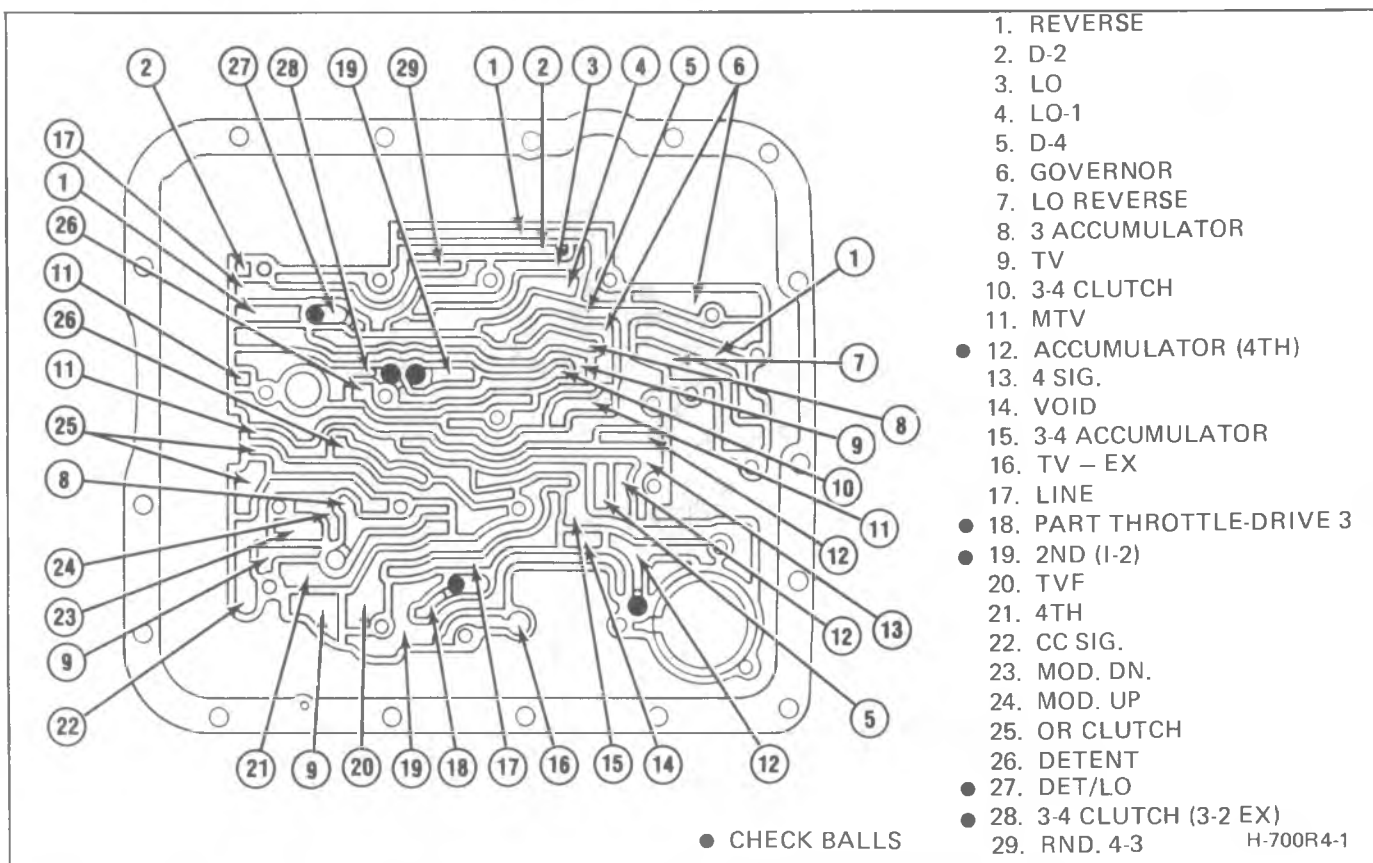 2 27 28 19 29 1 2 3 4 5 6
17
1
26
11
26
11
25
8
24
23
9
22
1
7
8
9
10
11
12
13
12
5
21 9 20 19 18 17 16 15 14 12
1. REVERSE
2. D-2
3. LO
4. LO-1
5. D-4
6. GOVERNOR
7. LO REVERSE
8. 3 ACCUMULATOR
9. TV
10. 3-4 CLUTCH
11. MTV
● 12. ACCUMULATOR (4TH)
13. 4 SIG.
14. VOID
15. 3-4 ACCUMULATOR
16. TV – EX
17. LINE
● 18. PART THROTTLE-DRIVE 3
● 19. 2ND (I-2)
20. TVF
21. 4TH
22. CC SIG.
23. MOD. DN.
24. MOD. UP
25. OR CLUTCH
26. DETENT
● 27. DET/LO
● 28. 3-4 CLUTCH (3-2 EX)
29. RND. 4-3
● CHECK BALLS
H-700R4-1